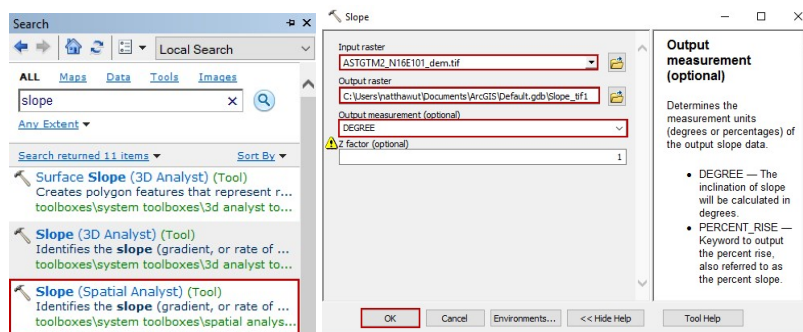 Search
Local Search
ALL Maps Data Tools Images
slope
Any Extent
Search returned 11 items Sort By
Surface Slope (3D Analyst) (Tool)
Creates polygon features that represent r...
toolboxes\system toolboxes\3d analyst to...
Slope (3D Analyst) (Tool)
Identifies the slope (gradient, or rate of ...
toolboxes\system toolboxes\3d analyst to...
Slope (Spatial Analyst) (Tool)
Identifies the slope (gradient, or rate of ...
toolboxes\system toolboxes\spatial analys...
Slope
Input raster
ASTGTM2_N16E101_dem.tif
Output raster
C:\Users\natthawut\Documents\ArcGIS\Default.gdb\Slope_tif1
Output measurement (optional)
DEGREE
Z factor (optional)
1
OK Cancel Environments... << Hide Help
Output
measurement
(optional)
Determines the
measurement units
(degrees or percentages) of
the output slope data.
• DEGREE — The
inclination of slope
will be calculated in
degrees.
• PERCENT_RISE —
Keyword to output
the percent rise,
also referred to as
the percent slope.
Tool Help